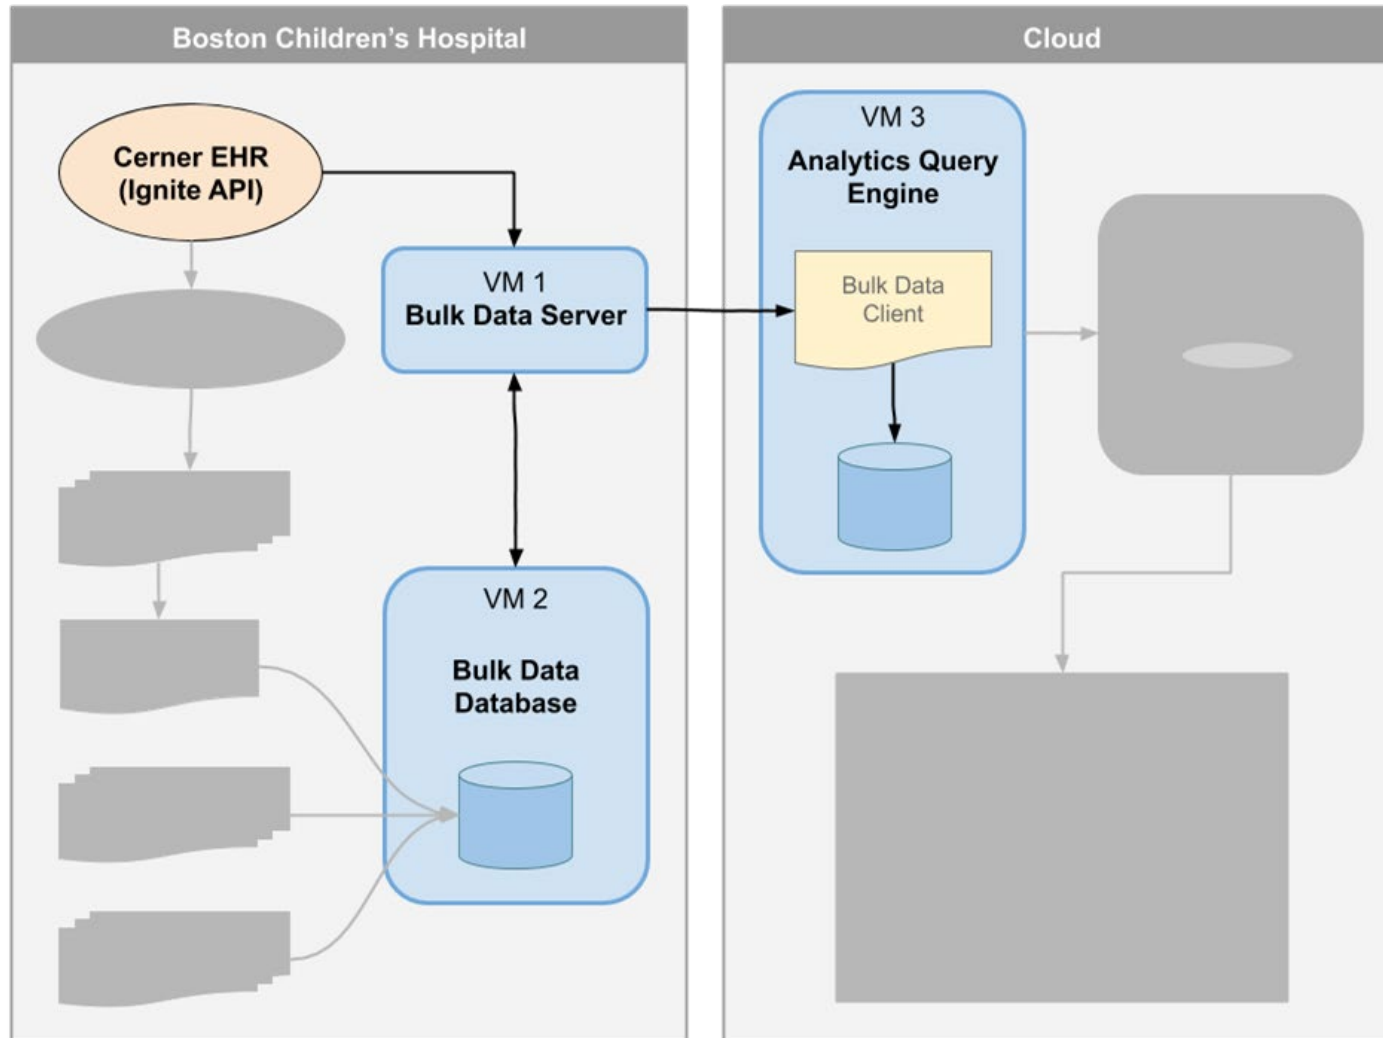 Boston Children's Hospital
Cloud
Cerner EHR
(Ignite API)
VM 1
Bulk Data Server
VM 2
Bulk Data
Database
VM 3
Analytics Query
Engine
Bulk Data
Client